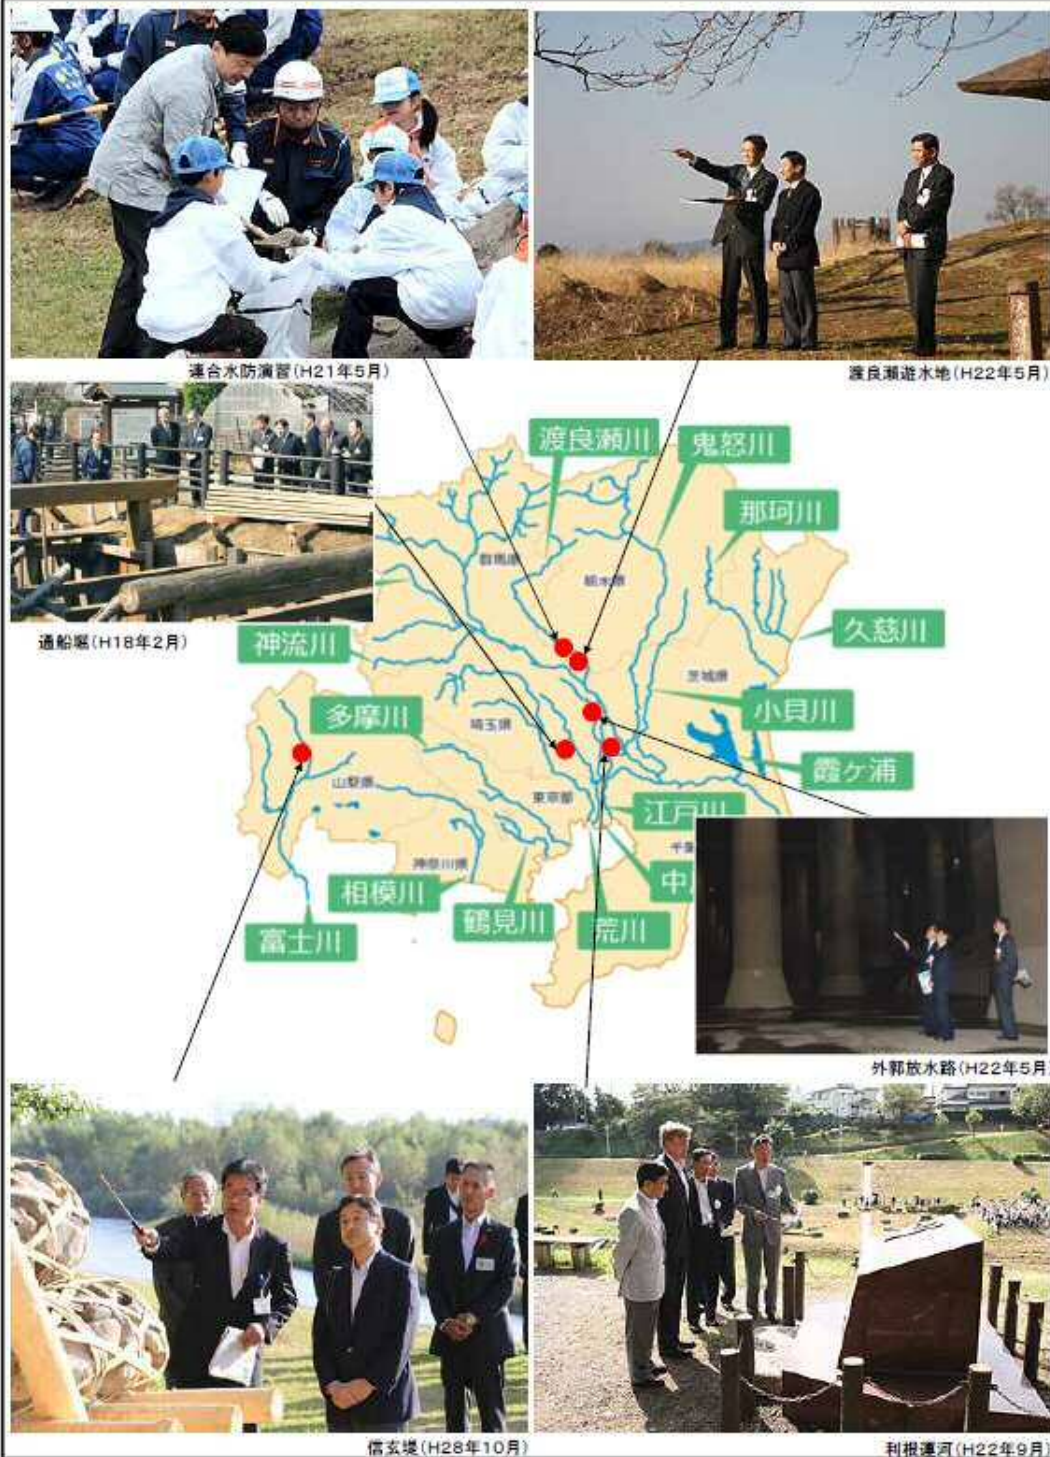 連合水防演習(H21年5月)
渡良瀬遊水地(H22年5月)
渡良瀬川
鬼怒川
那珂川
群馬県
栃木県
通船堀(H18年2月)
神流川
久慈川
茨城県
多摩川
埼玉県
小貝川
霞ヶ浦
山梨県
東京都
江戸川
神奈川県
千葉
中
相模川
鶴見川
荒川
富士川
外郭放水路(H22年5月)
信玄堤(H28年10月)
利根運河(H22年9月)